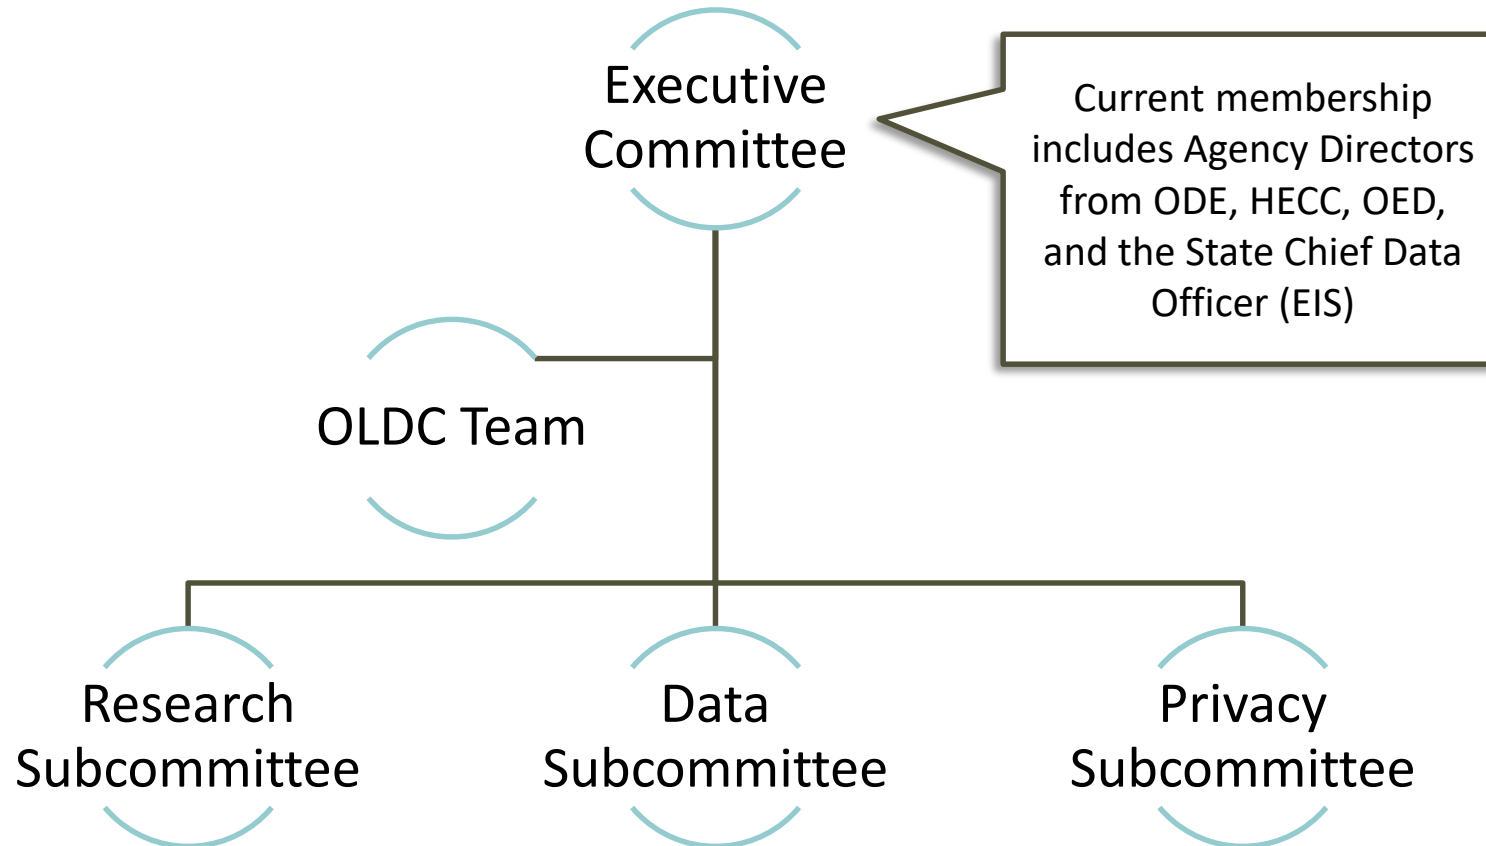 Executive
Committee
Current membership
includes Agency Directors
from ODE, HECC, OED,
and the State Chief Data
Officer (EIS)
OLDC Team
Research
Subcommittee
Data
Subcommittee
Privacy
Subcommittee